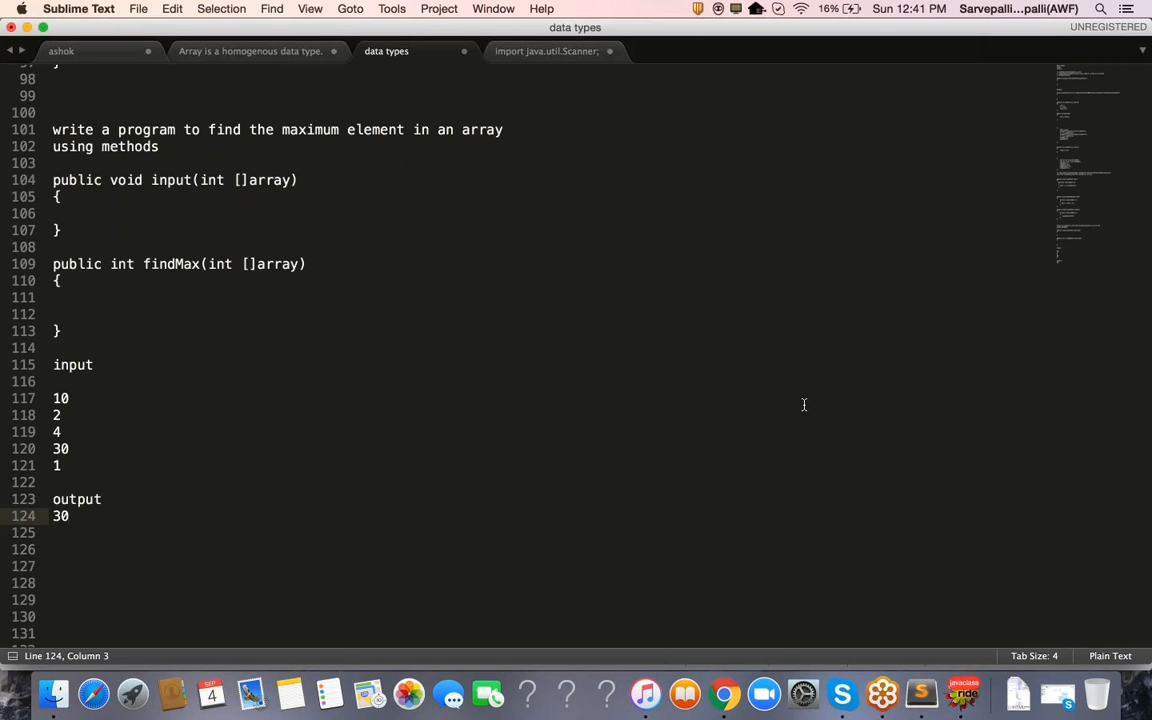 Sublime Text File Edit Selection Find View Goto Tools Project Window Help 16% Sun 12:41 PM Sarvepalli...palli(AWF)
data types UNREGISTERED
ashok Array is a homogenous data type. data types import java.util.Scanner;
98
99
100
101 write a program to find the maximum element in an array
102 using methods
103
104 public void input(int []array)
105 {
106
107 }
108
109 public int findMax(int []array)
110 {
111
112
113 }
114
115 input
116
117 10
118 2
119 4
120 30
121 1
122
123 output
124 30
125
126
127
128
129
130
131
Line 124, Column 3 Tab Size: 4 Plain Text
SEP
4
javaclass
ride